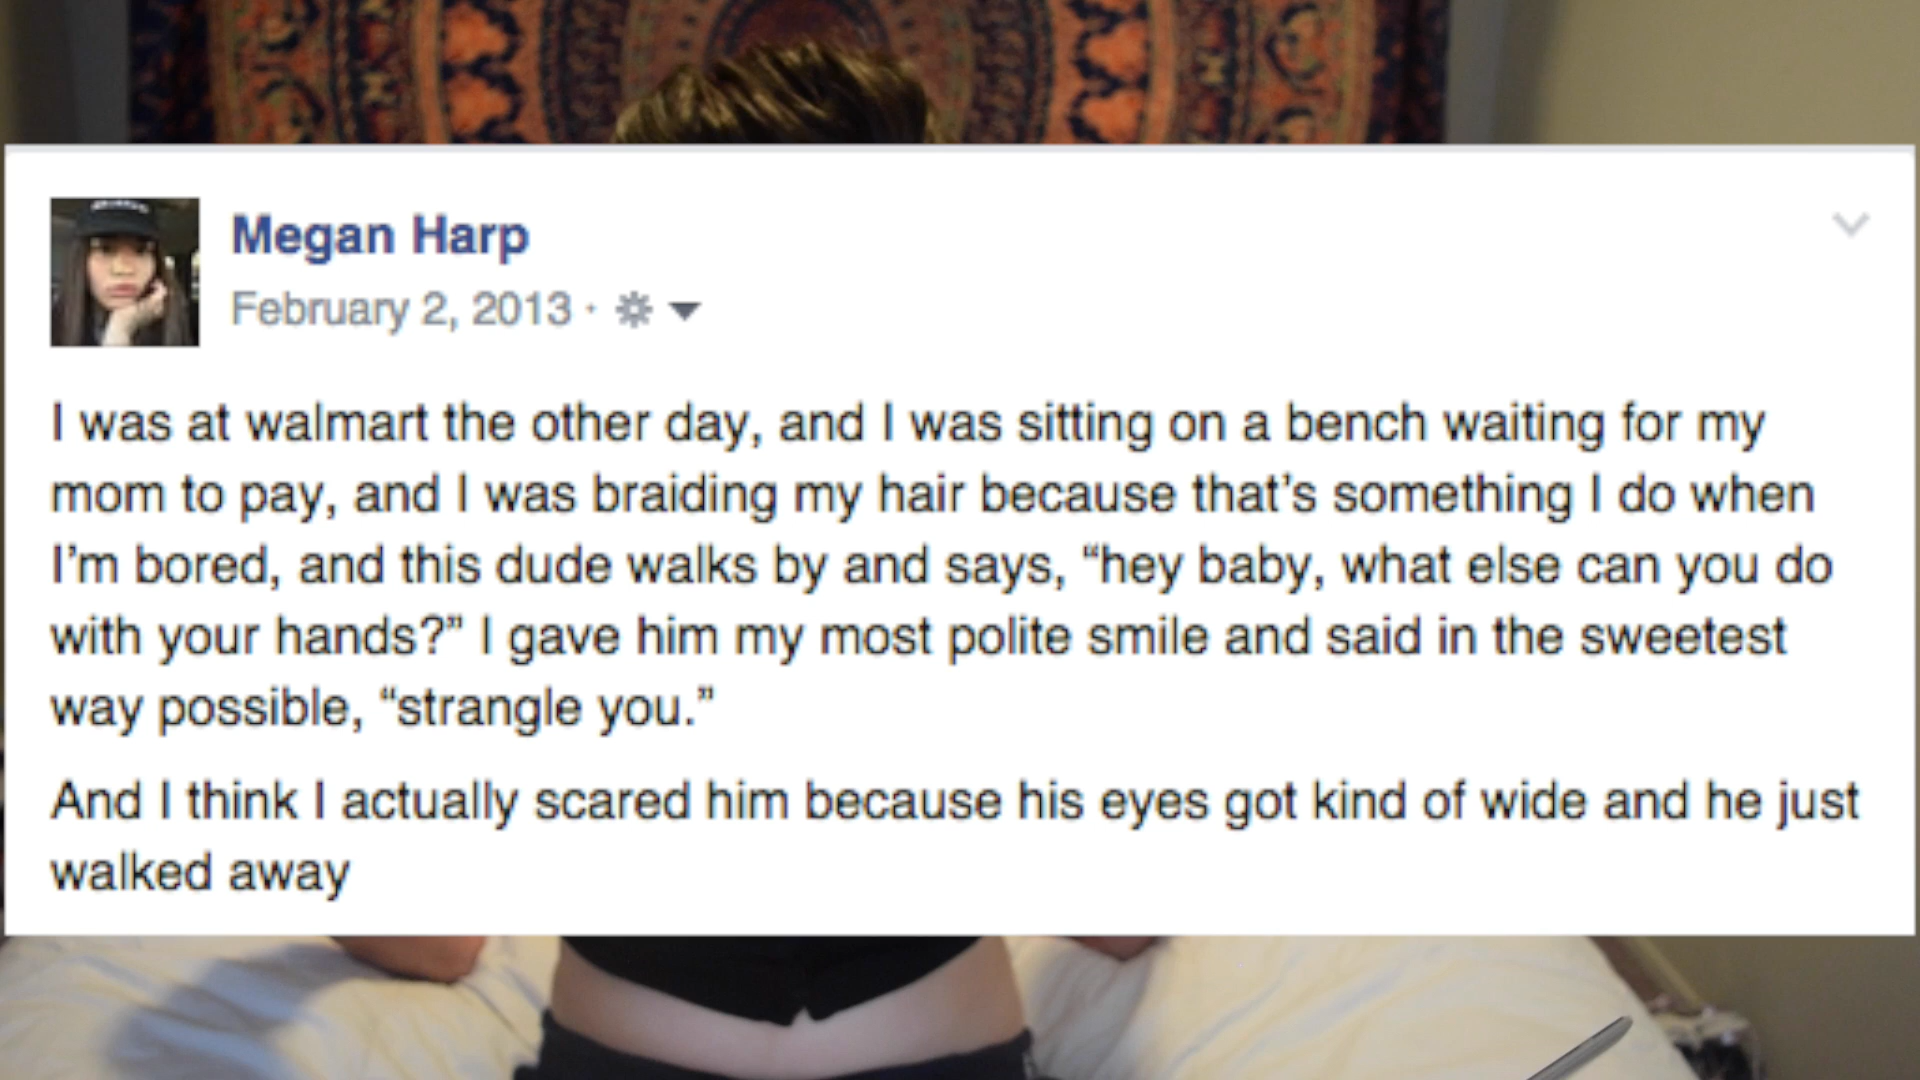 Megan Harp
February 2, 2013 ·
I was at walmart the other day, and I was sitting on a bench waiting for my
mom to pay, and I was braiding my hair because that’s something I do when
I’m bored, and this dude walks by and says, “hey baby, what else can you do
with your hands?” I gave him my most polite smile and said in the sweetest
way possible, “strangle you.”
And I think I actually scared him because his eyes got kind of wide and he just
walked away